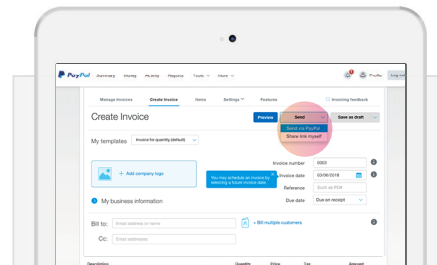 PayPal Summary Money Reports Tools More Log out
Manage Invoices Create Invoice Items Settings Features Incoming feedback
Create Invoice Preview Send Save as draft
Send via PayPal
Share link myself
My templates Invoice for quantity (default)
Invoice number 0003
+ Add company logo
You may schedule an invoice by selecting a future invoice date.
Invoice date 03/08/2018
Reference Such as PO#
My business information
Due date Due on receipt
Bill to: Email address or name + Bill multiple customers
Cc: Email addresses
Description Quantity Price Tax Amount